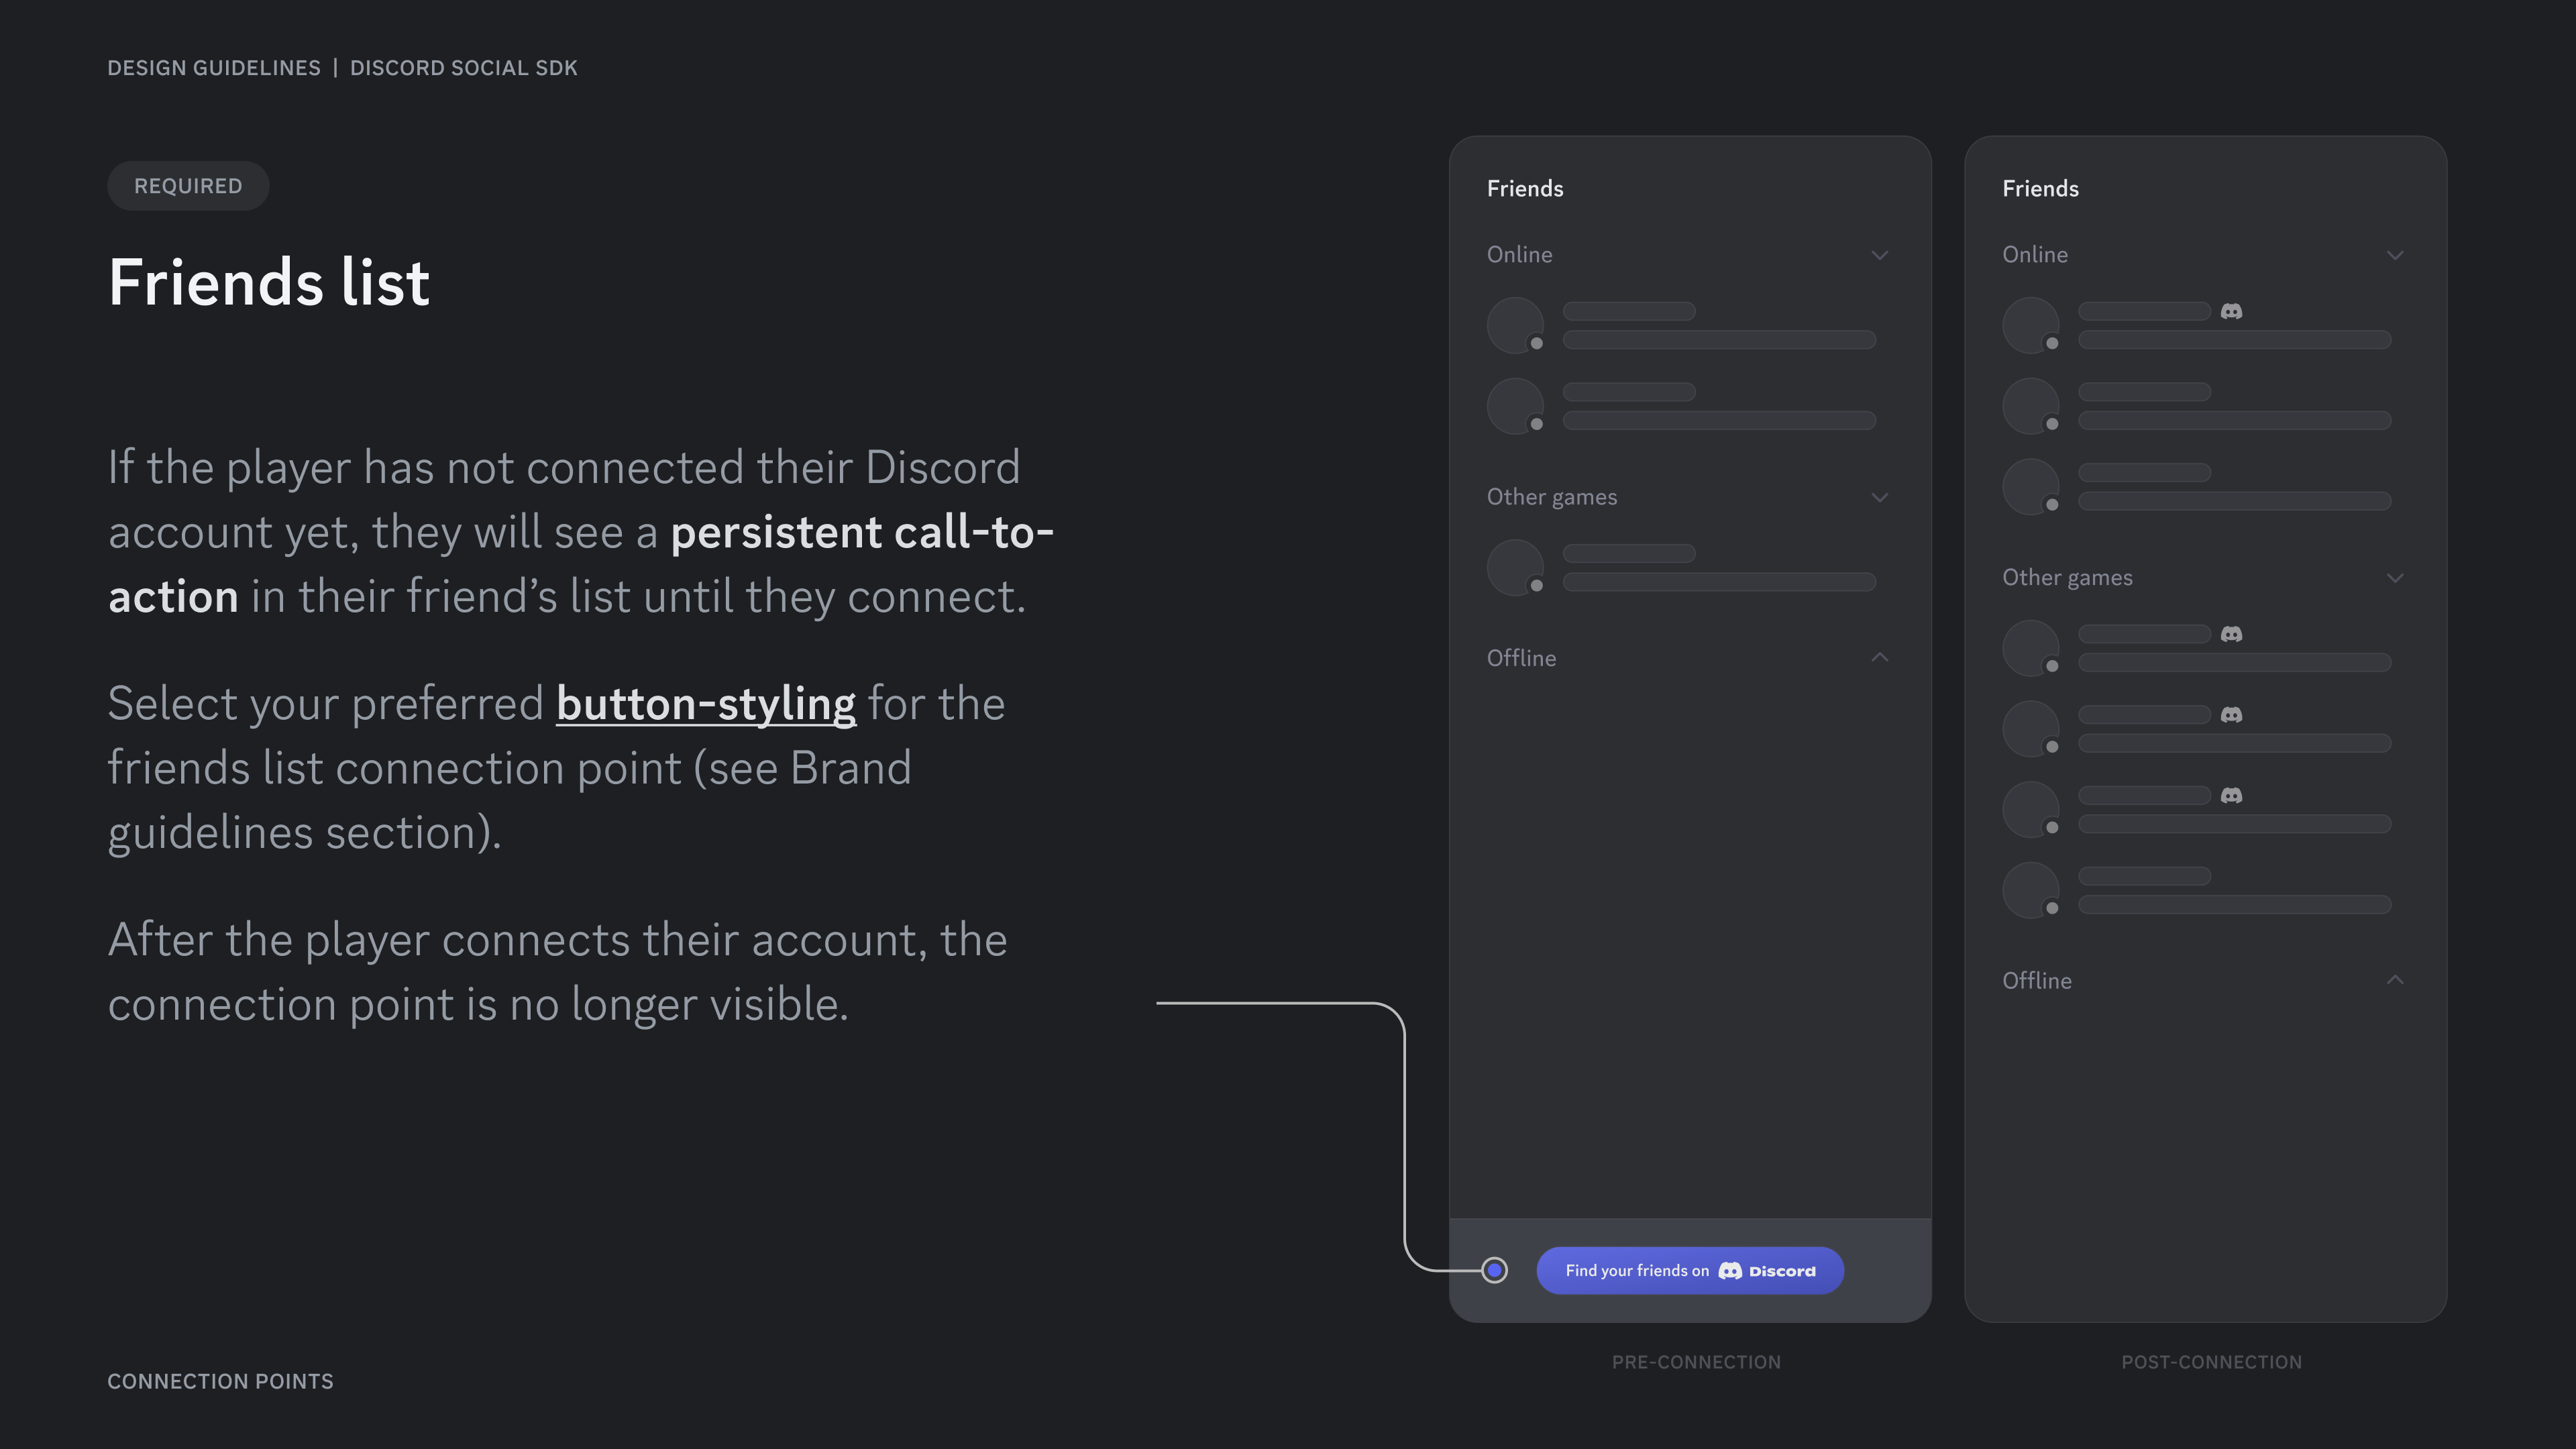 DESIGN GUIDELINES | DISCORD SOCIAL SDK
REQUIRED
Friends list
If the player has not connected their Discord
account yet, they will see a persistent call-to-
action in their friend’s list until they connect.
Select your preferred button-styling for the
friends list connection point (see Brand
guidelines section).
After the player connects their account, the
connection point is no longer visible.
CONNECTION POINTS
Friends
Online
Other games
Offline
Find your friends on Discord
PRE-CONNECTION
Friends
Online
Other games
Offline
POST-CONNECTION